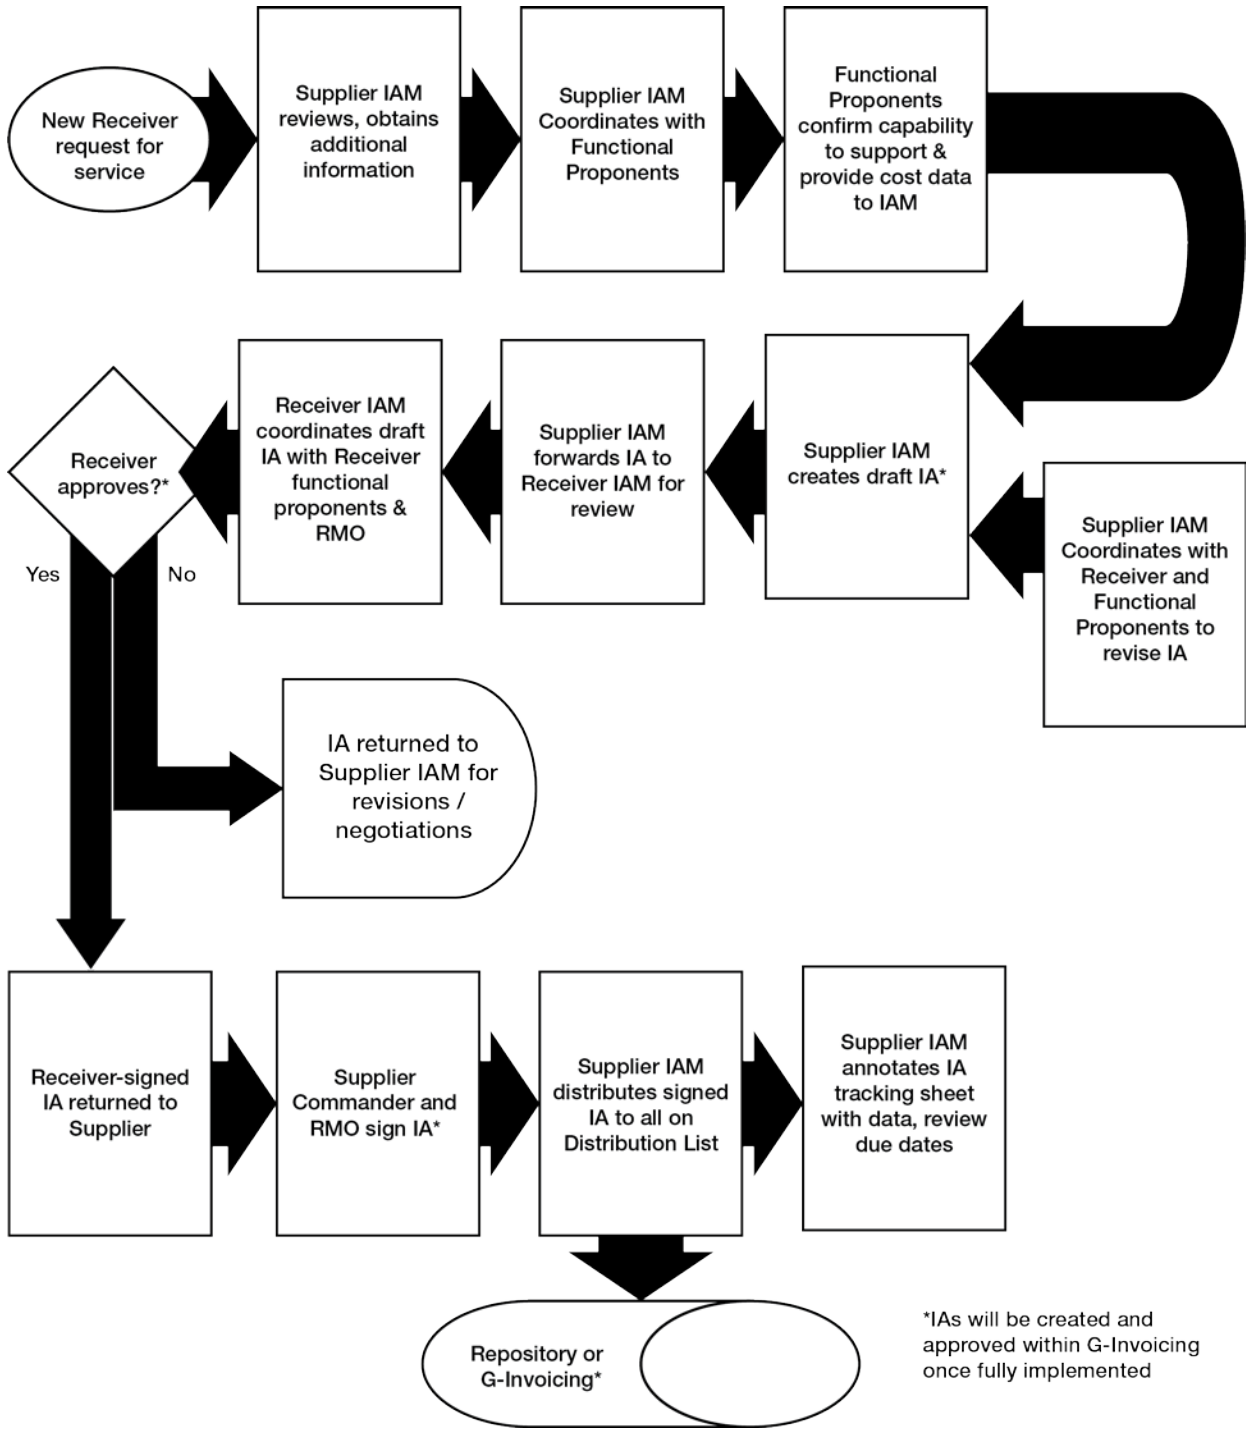 New Receiver
request for
service
Supplier IAM
reviews, obtains
additional
information
Supplier IAM
Coordinates with
Functional
Proponents
Functional
Proponents
confirm capability
to support &
provide cost data
to IAM
Receiver
approves?*
Receiver IAM
coordinates draft
IA with Receiver
functional
proponents &
RMO
Supplier IAM
forwards IA to
Receiver IAM for
review
Supplier IAM
creates draft IA*
Supplier IAM
Coordinates with
Receiver and
Functional
Proponents to
revise IA
Yes
No
IA returned to
Supplier IAM for
revisions /
negotiations
Receiver-signed
IA returned to
Supplier
Supplier
Commander and
RMO sign IA*
Supplier IAM
distributes signed
IA to all on
Distribution List
Supplier IAM
annotates IA
tracking sheet
with data, review
due dates
Repository or
G-Invoicing*
*IAs will be created and
approved within G-Invoicing
once fully implemented